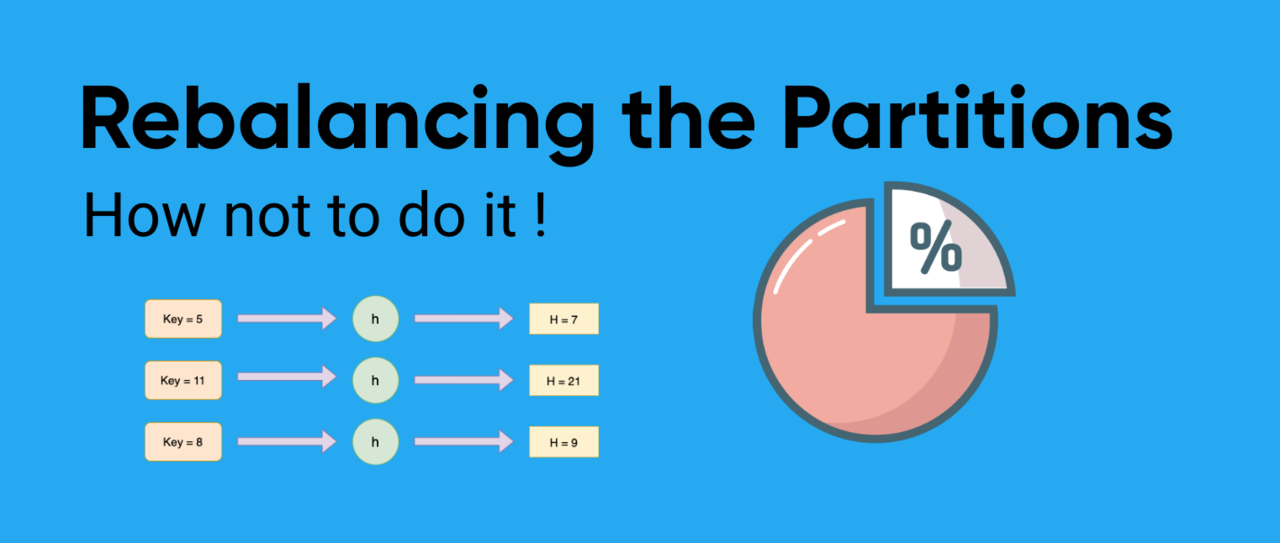 Rebalancing the Partitions
How not to do it !
%
Key = 5 h H = 7
Key = 11 h H = 21
Key = 8 h H = 9